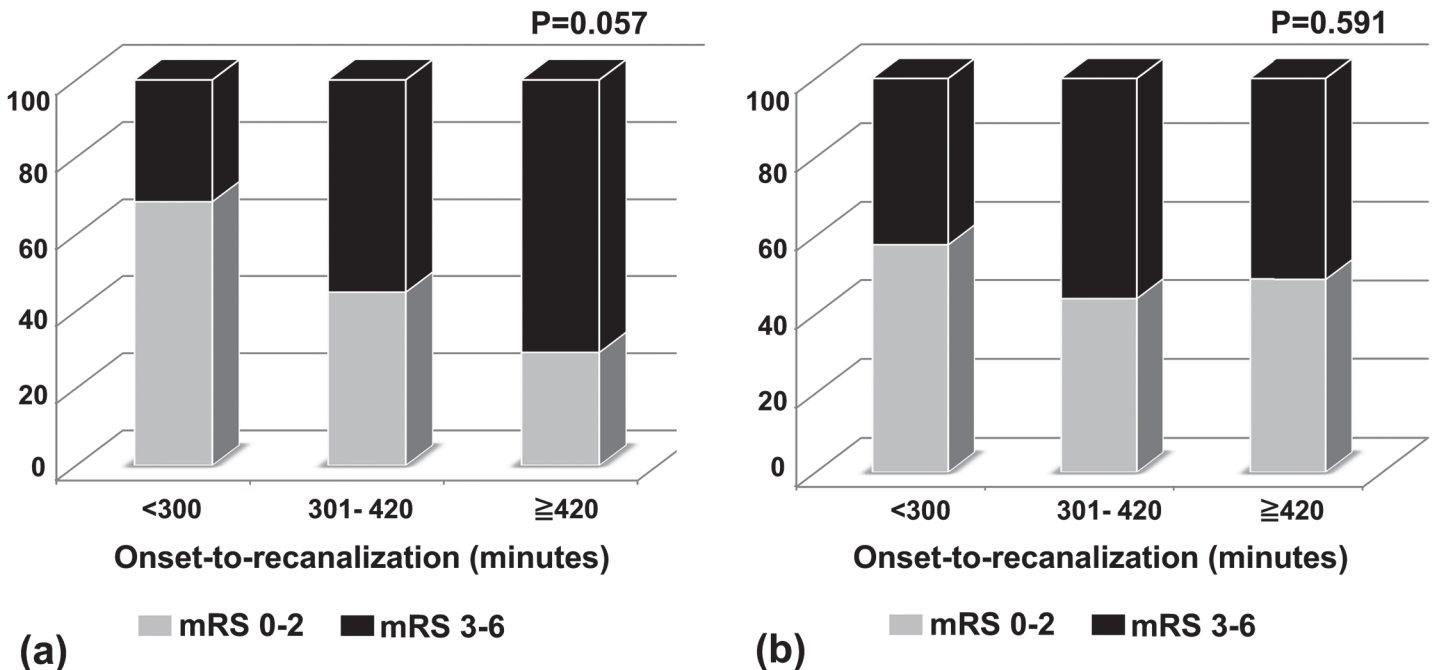 P=0.057
100
80
60
40
20
0
<300 301- 420 ≧420
Onset-to-recanalization (minutes)
mRS 0-2 mRS 3-6
(a)
P=0.591
100
80
60
40
20
0
<300 301- 420 ≧420
Onset-to-recanalization (minutes)
mRS 0-2 mRS 3-6
(b)